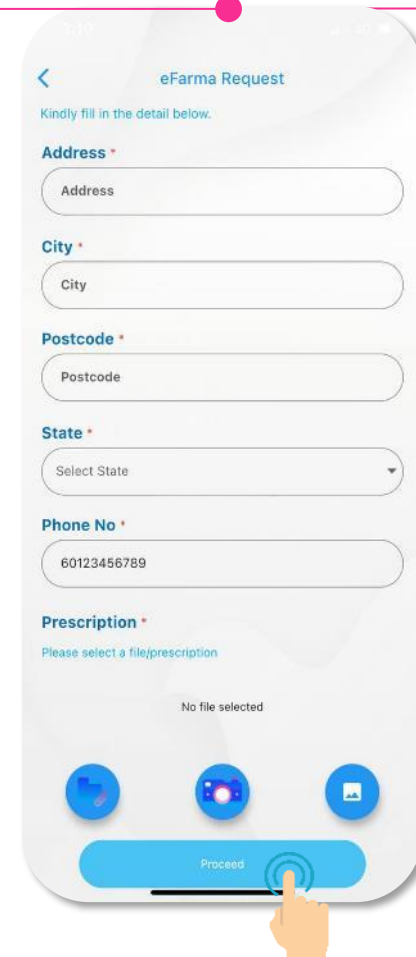 eFarma Request
Kindly fill in the detail below.
Address *
Address
City *
City
Postcode *
Postcode
State *
Select State
Phone No *
60123456789
Prescription *
Please select a file/prescription
No file selected
Proceed